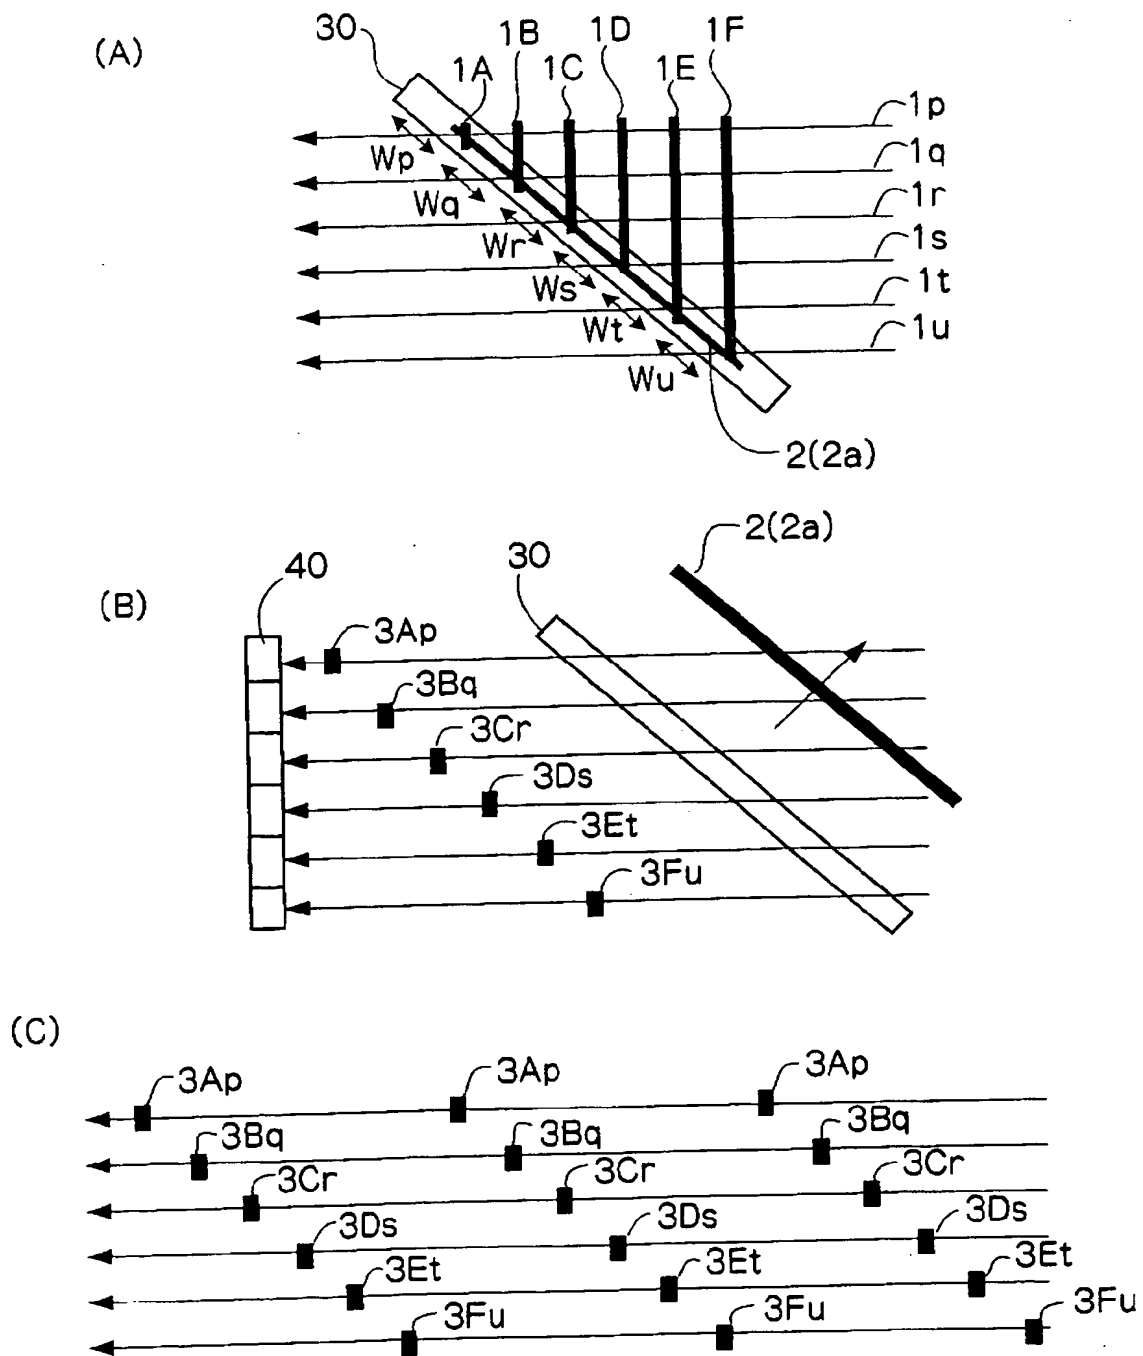 (A)
30
1A
1B
1C
1D
1E
1F
1p
1q
1r
1s
1t
1u
Wp
Wq
Wr
Ws
Wt
Wu
2(2a)
(B)
40
30
2(2a)
3Ap
3Bq
3Cr
3Ds
3Et
3Fu
(C)
3Ap 3Ap 3Ap
3Bq 3Bq 3Bq
3Cr 3Cr 3Cr
3Ds 3Ds 3Ds
3Et 3Et 3Et
3Fu 3Fu 3Fu